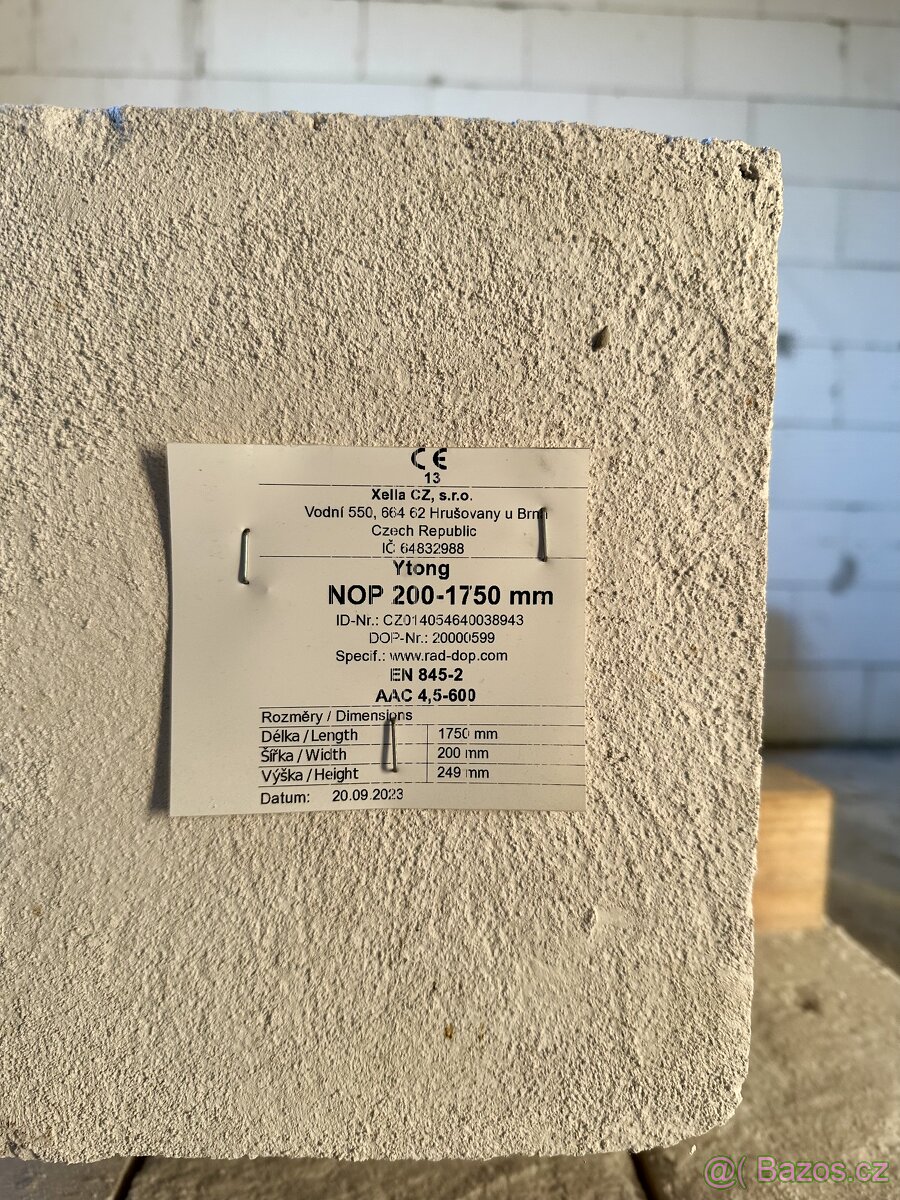 CE
13
Xella CZ, s.r.o.
Vodní 550, 664 62 Hrušovany u Brna
Czech Republic
IČ 64832988
Ytong
NOP 200-1750 mm
ID-Nr.: CZ014054640038943
DOP-Nr.: 20000599
Specif.: www.rad-dop.com
EN 845-2
AAC 4,5-600
Rozměry / Dimensions
Délka / Length 1750 mm
Šířka / Width 200 mm
Výška / Height 249 mm
Datum: 20.09.2023
@( Bazos.cz